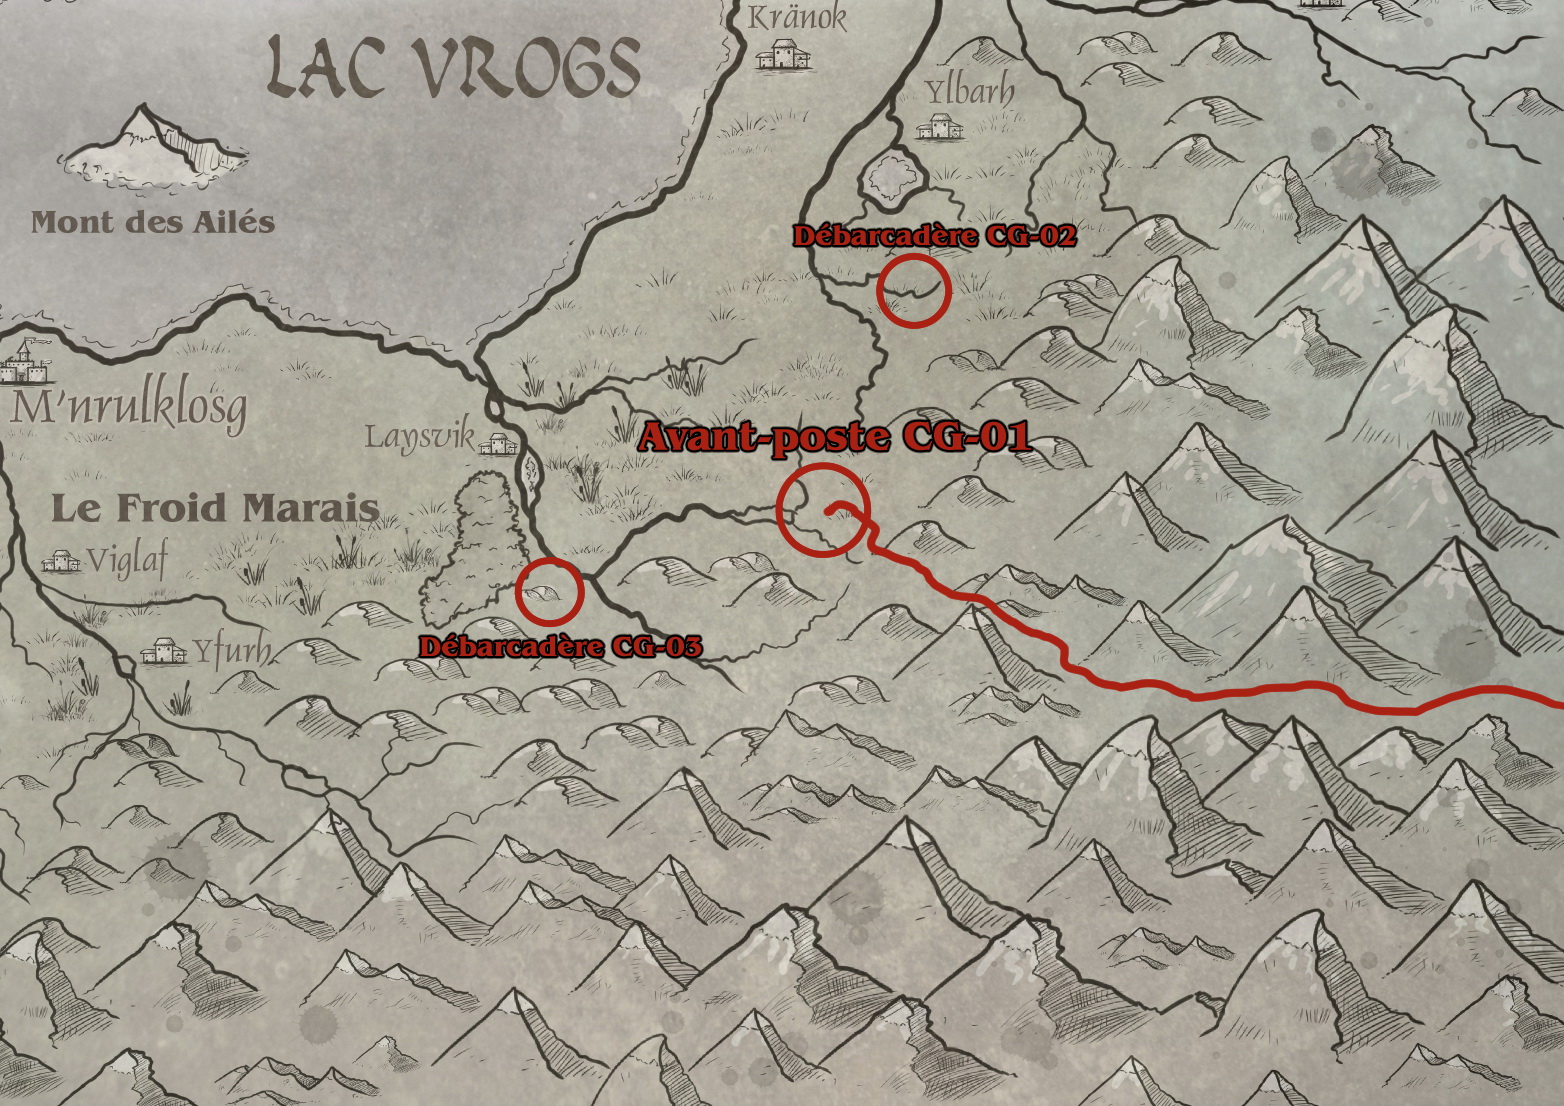 Kränok
LAC VROGS
Ylbarh
Mont des Ailés
Débarcadère CG-02
M'nrulklosg
Laysvik
Avant-poste CG-01
Le Froid Marais
Viglaf
Yfurh
Débarcadère CG-03